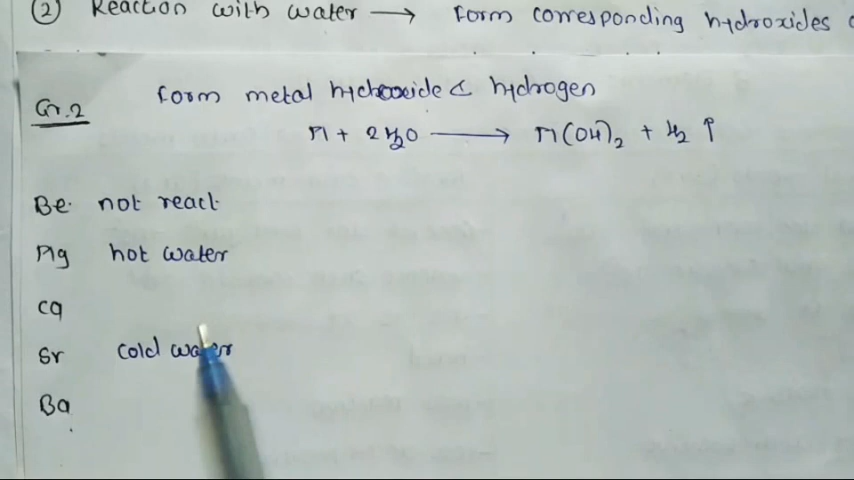 ② Reaction with water → Form corresponding hydroxides
Gr.2 Form metal hydroxide & hydrogen
M + 2H₂O → M(OH)₂ + H₂ ↑
Be not react
Mg hot water
Ca
Sr cold water
Ba